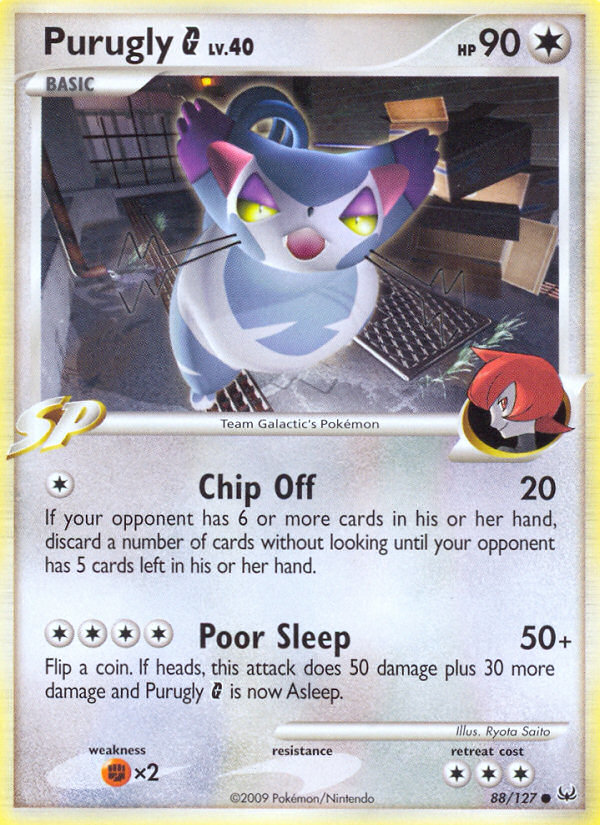 Purugly G LV.40 HP 90
BASIC
SP
Team Galactic's Pokémon
Chip Off 20
If your opponent has 6 or more cards in his or her hand,
discard a number of cards without looking until your opponent
has 5 cards left in his or her hand.
Poor Sleep 50+
Flip a coin. If heads, this attack does 50 damage plus 30 more
damage and Purugly G is now Asleep.
Illus. Ryota Saito
weakness resistance retreat cost
×2
©2009 Pokémon/Nintendo 88/127